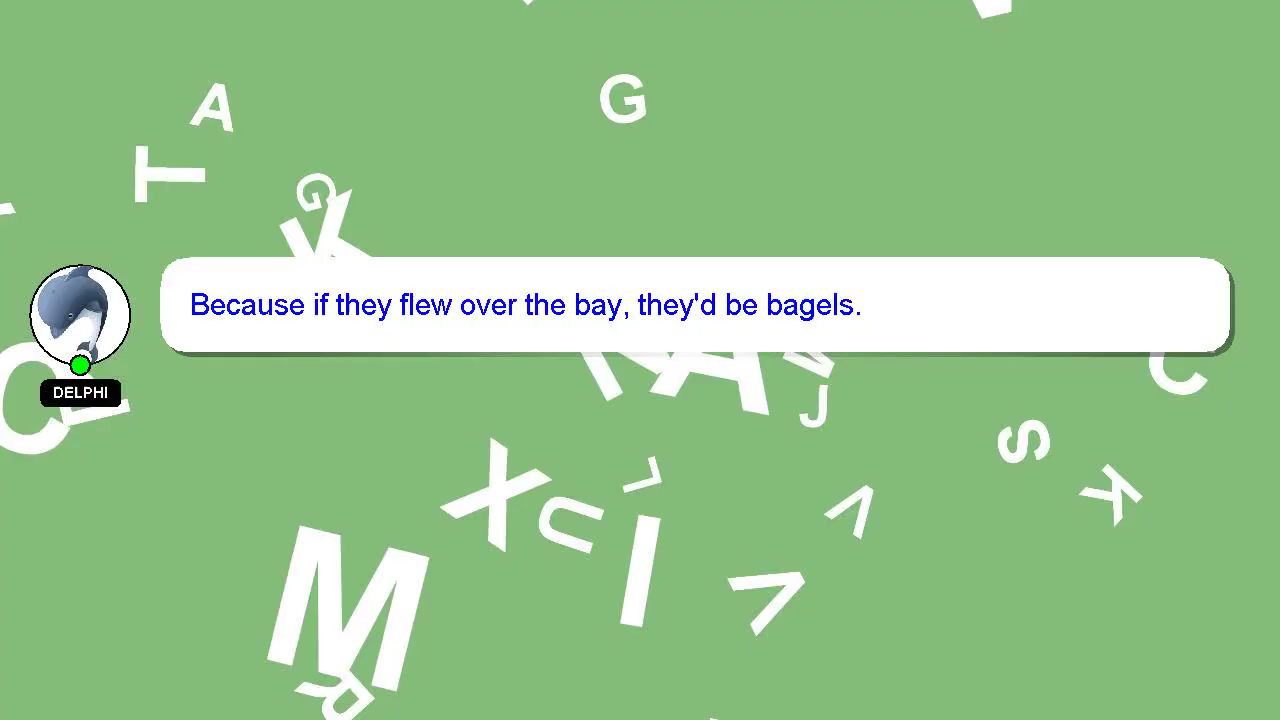 A
G
T
G
K
Because if they flew over the bay, they'd be bagels.
DELPHI
C
A
J
C
S
K
X
L
U
I
V
V
M
R